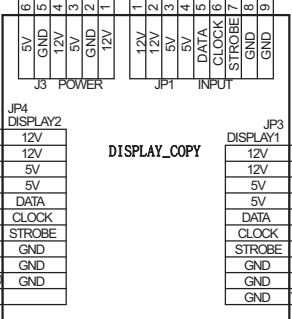 6 5 4 3 2 1 1 2 3 4 5 6 7 8 9
5V GND 12V 5V GND 12V 12V 12V 5V 5V DATA CLOCK STROBE GND GND
J3 POWER JP1 INPUT
JP4
DISPLAY2
12V
12V
5V
5V
DATA
CLOCK
STROBE
GND
GND
GND
DISPLAY_COPY
JP3
DISPLAY1
12V
12V
5V
5V
DATA
CLOCK
STROBE
GND
GND
GND